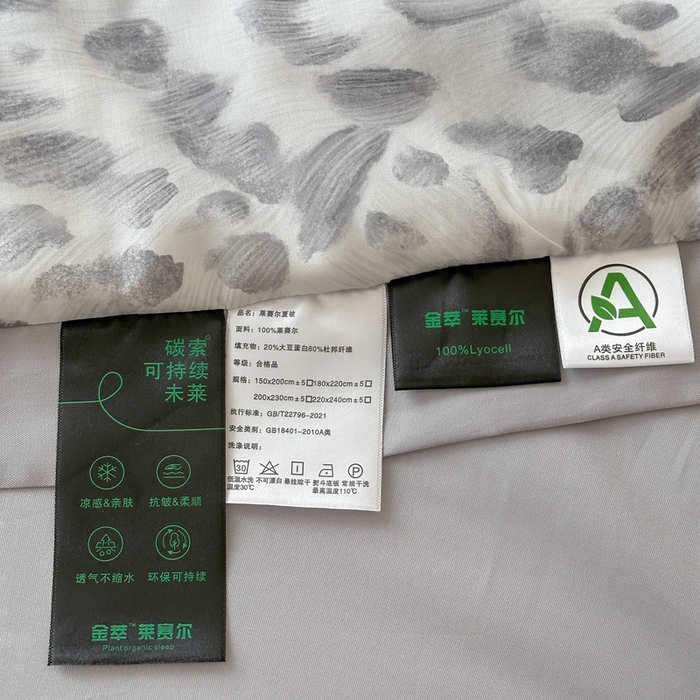 碳索°
可持续
未莱
凉感&亲肤
抗皱&柔顺
透气不缩水
环保可持续
金萃™ 莱赛尔
Plant organic sleep
品名：莱赛尔夏被
面料：100%莱赛尔
填充物：20%大豆蛋白80%杜邦纤维
等级：合格品
规格：150x200cm±5□180x220cm±5□
200x230cm±5□220x240cm±5□
执行标准：GB/T22796-2021
安全类别：GB18401-2010A类
洗涤说明：
30
P
低温水洗 不可漂白 悬挂晾干 熨斗底板 常规干洗
温度30℃ 最高温度110℃
金萃™ 莱赛尔
100%Lyocell
A
A类安全纤维
CLASS A SAFETY FIBER